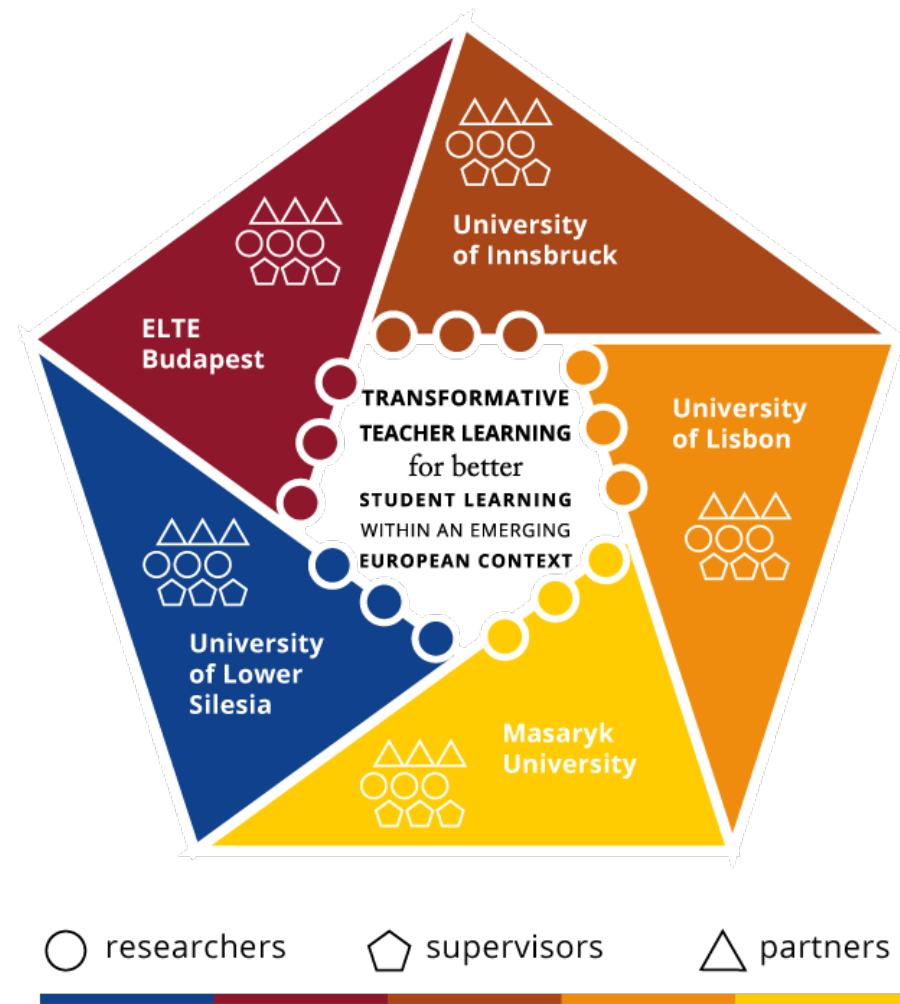 University
of Innsbruck
ELTE
Budapest
University
of Lisbon
TRANSFORMATIVE
TEACHER LEARNING
for better
STUDENT LEARNING
WITHIN AN EMERGING
EUROPEAN CONTEXT
University
of Lower
Silesia
Masaryk
University
researchers
supervisors
partners